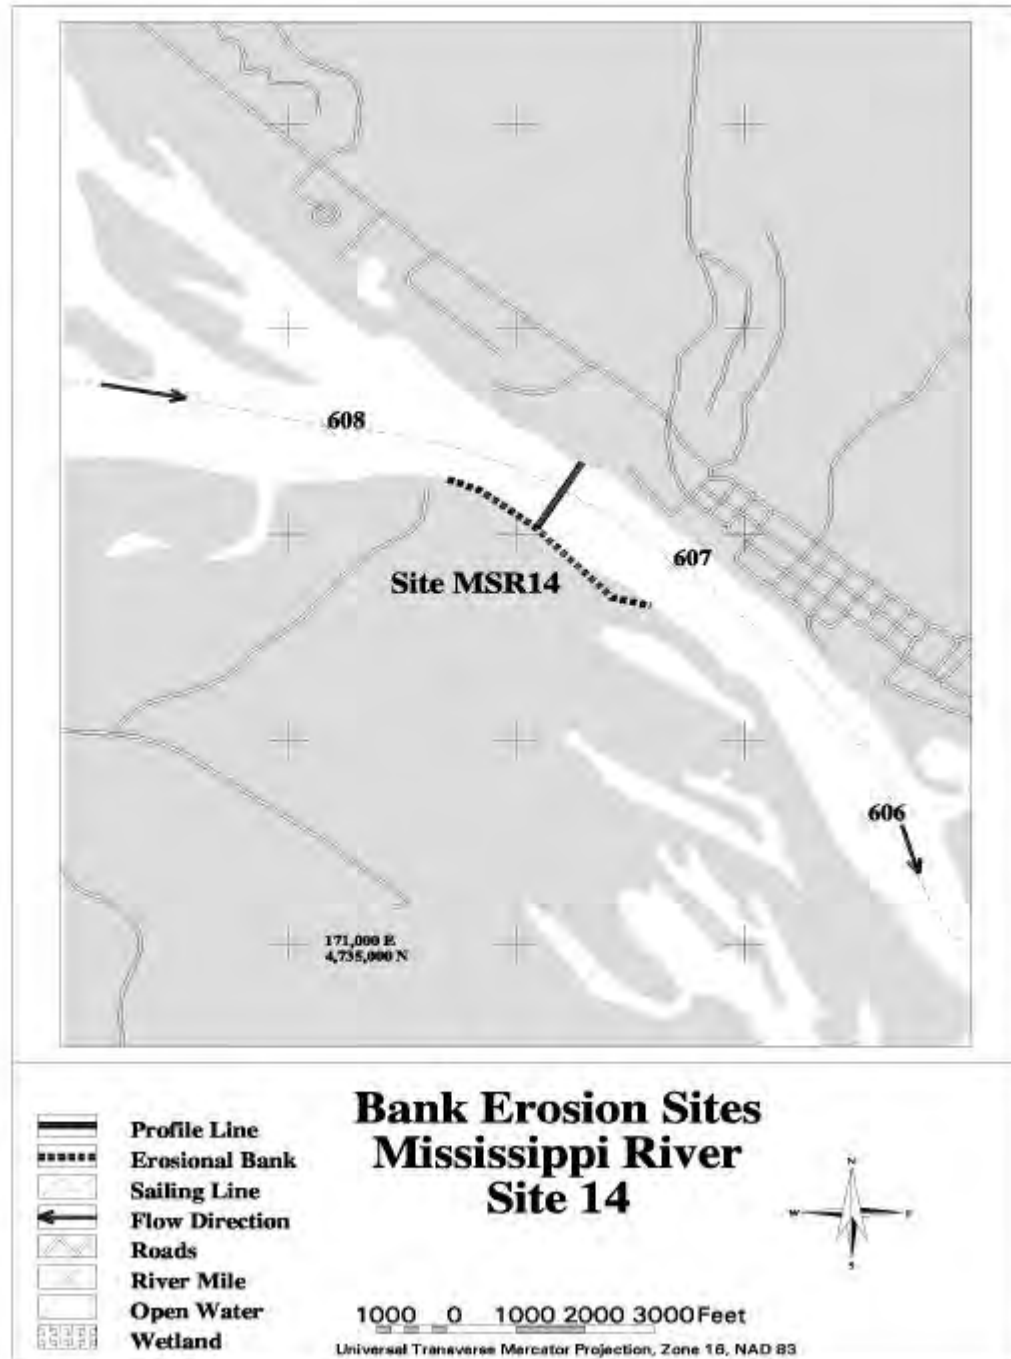 608
607
Site MSR14
606
171,000 E
4,735,000 N
Bank Erosion Sites
Mississippi River
Site 14
Profile Line
Erosional Bank
Sailing Line
Flow Direction
Roads
River Mile
Open Water
Wetland
N
W E
S
1000 0 1000 2000 3000 Feet
Universal Transverse Mercator Projection, Zone 16, NAD 83